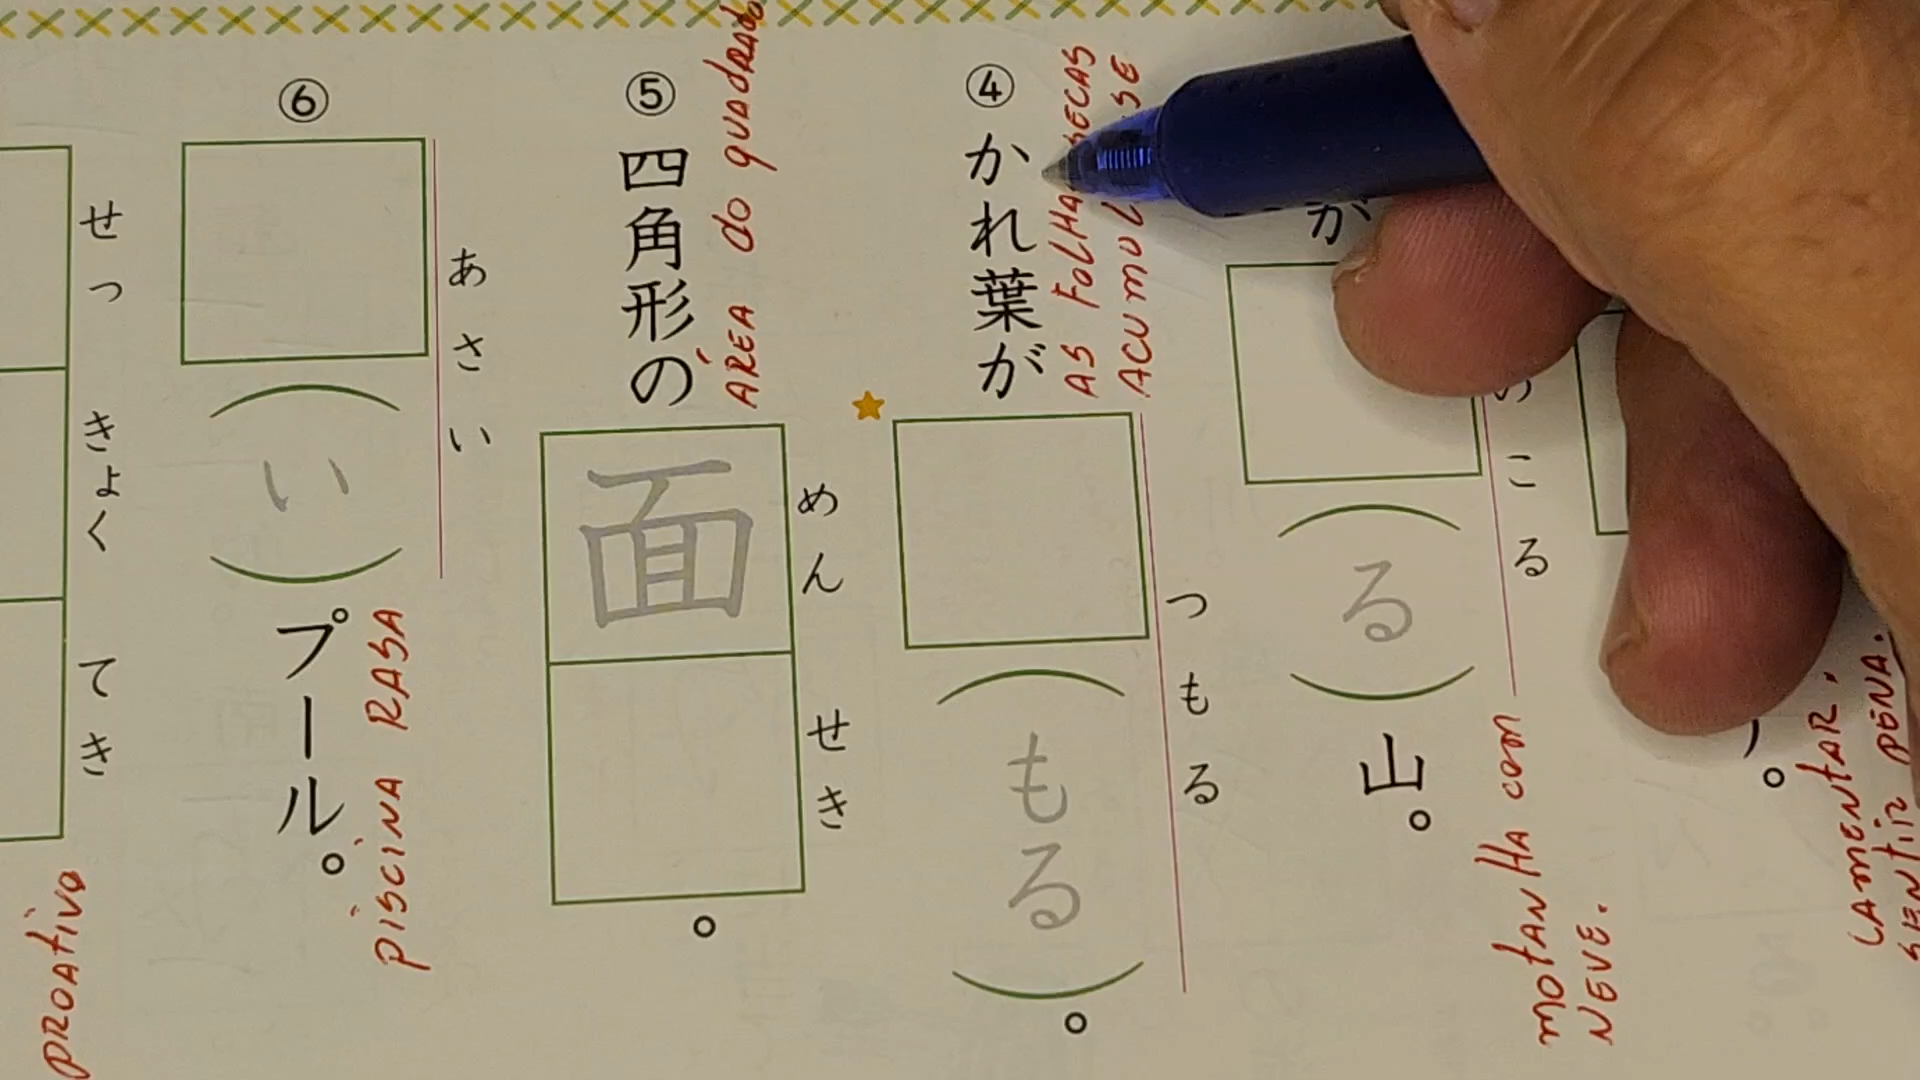 が
のこる
る
山。
mOtANHA com
NEVE.
LAMENTAR.
SENTIR PENA.
④
かれ葉が
AS FOLHAS SECAS
SE
つもる
もる
。
⑤
四角形の
ÁREA do quadrado
面
めん
せき
。
⑥
あさい
い
プール。
PISCINA RASA
せっ
きょく
てき
PROAtivo